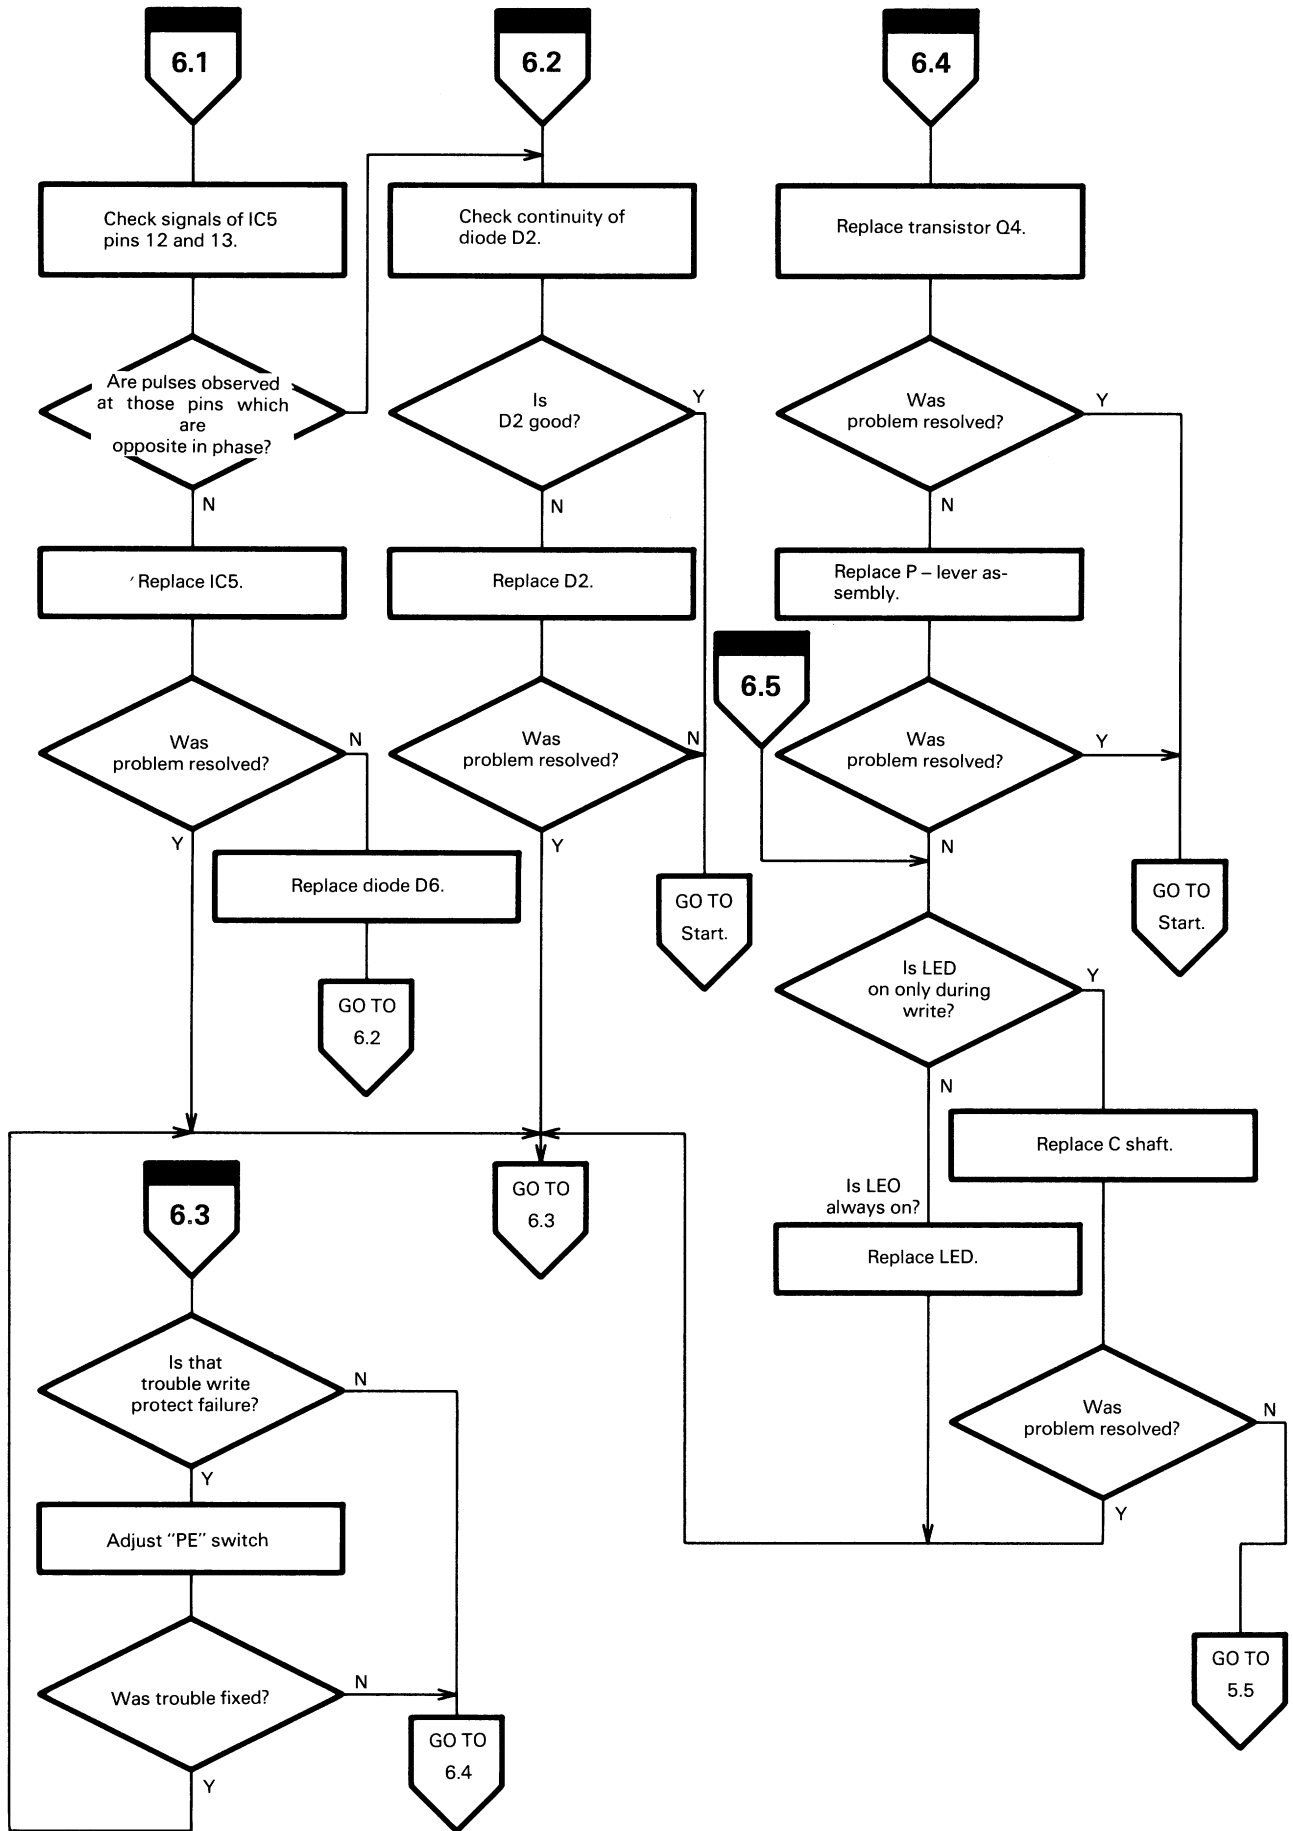 6.1
Check signals of IC5
pins 12 and 13.
Are pulses observed
at those pins which
are
opposite in phase?
N
Replace IC5.
Was
problem resolved?
N
Y
Replace diode D6.
GO TO
6.2
6.2
Check continuity of
diode D2.
Is
D2 good?
Y
N
Replace D2.
Was
problem resolved?
N
Y
GO TO
Start.
GO TO
6.3
6.3
Is that
trouble write
protect failure?
N
Y
Adjust "PE" switch
Was trouble fixed?
N
Y
GO TO
6.4
6.4
Replace transistor Q4.
Was
problem resolved?
Y
N
Replace P – lever as-
sembly.
6.5
Was
problem resolved?
Y
N
GO TO
Start.
Is LED
on only during
write?
Y
N
Replace C shaft.
Is LEO
always on?
Replace LED.
Was
problem resolved?
N
Y
GO TO
5.5